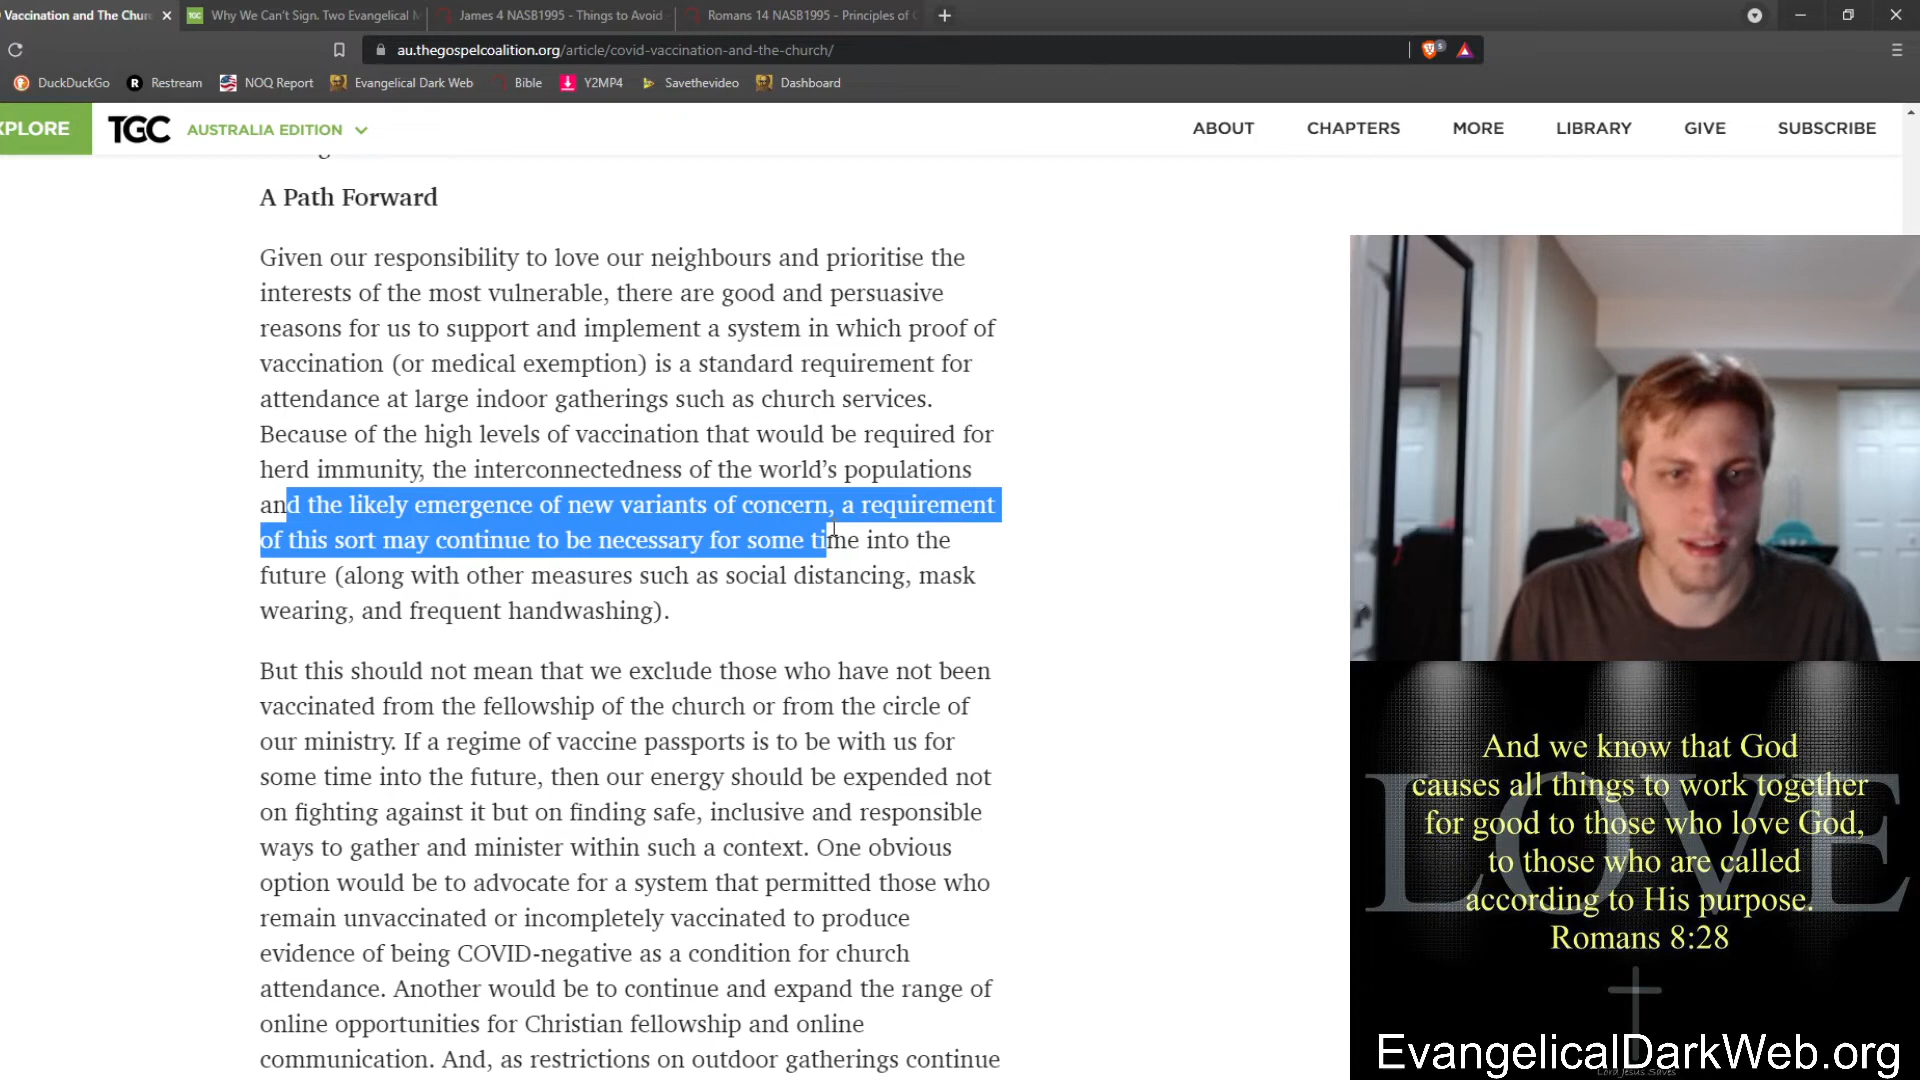 Vaccination and The Churc
Why We Can't Sign. Two Evangelical M
James 4 NASB1995 - Things to Avoid
Romans 14 NASB1995 - Principles of C
au.thegospelcoalition.org/article/covid-vaccination-and-the-church/
5
DuckDuckGo
Restream
NOQ Report
Evangelical Dark Web
Bible
Y2MP4
Savethevideo
Dashboard
XPLORE
TGC
AUSTRALIA EDITION
ABOUT
CHAPTERS
MORE
LIBRARY
GIVE
SUBSCRIBE
A Path Forward
Given our responsibility to love our neighbours and prioritise the
interests of the most vulnerable, there are good and persuasive
reasons for us to support and implement a system in which proof of
vaccination (or medical exemption) is a standard requirement for
attendance at large indoor gatherings such as church services.
Because of the high levels of vaccination that would be required for
herd immunity, the interconnectedness of the world's populations
and the likely emergence of new variants of concern, a requirement
of this sort may continue to be necessary for some time into the
future (along with other measures such as social distancing, mask
wearing, and frequent handwashing).
But this should not mean that we exclude those who have not been
vaccinated from the fellowship of the church or from the circle of
our ministry. If a regime of vaccine passports is to be with us for
some time into the future, then our energy should be expended not
on fighting against it but on finding safe, inclusive and responsible
ways to gather and minister within such a context. One obvious
option would be to advocate for a system that permitted those who
remain unvaccinated or incompletely vaccinated to produce
evidence of being COVID-negative as a condition for church
attendance. Another would be to continue and expand the range of
online opportunities for Christian fellowship and online
communication. And, as restrictions on outdoor gatherings continue
LOVE
And we know that God
causes all things to work together
for good to those who love God,
to those who are called
according to His purpose.
Romans 8:28
EvangelicalDarkWeb.org
Lord Jesus Saves